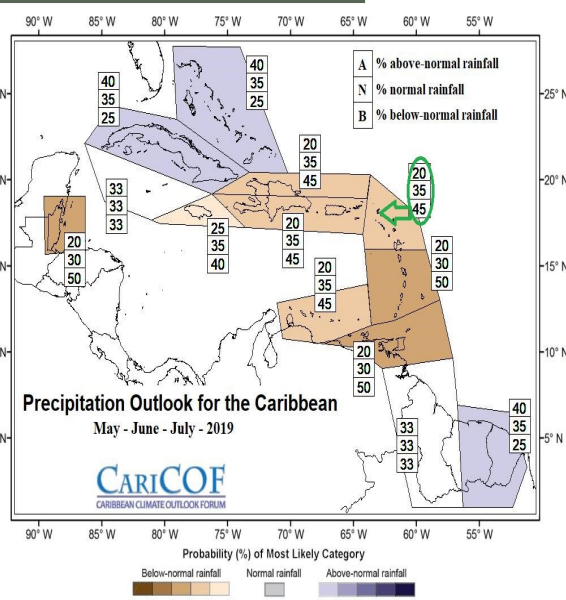 90° W 85° W 80° W 75° W 70° W 65° W 60° W 55° W
A % above-normal rainfall
N % normal rainfall
B % below-normal rainfall
N
25° N
40
35
25
40
35
25
20
35
45
20
35
45
N
20° N
33
33
33
25
35
40
20
35
45
20
30
50
20
30
50
N
15° N
20
35
45
20
30
50
N
10° N
Precipitation Outlook for the Caribbean
May - June - July - 2019
33
33
33
40
35
25
N
5° N
CARICOF
CARIBBEAN CLIMATE OUTLOOK FORUM
90° W 85° W 80° W 75° W 70° W 65° W 60° W 55° W
Probability (%) of Most Likely Category
Below-normal rainfall Normal rainfall Above-normal rainfall